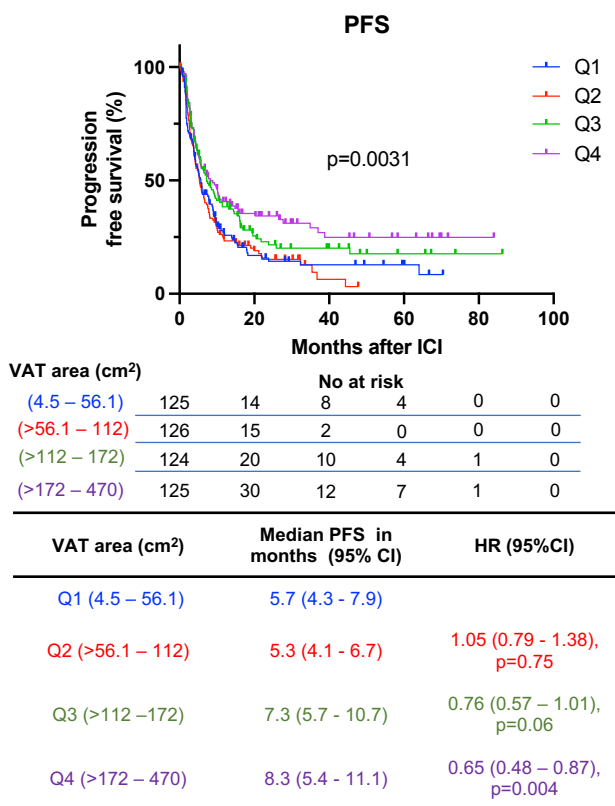 PFS
Progression
free survival (%)
100
50
0
0 20 40 60 80 100
Months after ICI
p=0.0031
Q1
Q2
Q3
Q4
VAT area (cm²)
No at risk
(4.5 – 56.1) 125 14 8 4 0 0
(>56.1 – 112) 126 15 2 0 0 0
(>112 – 172) 124 20 10 4 1 0
(>172 – 470) 125 30 12 7 1 0
VAT area (cm²) Median PFS in months (95% CI) HR (95%CI)
Q1 (4.5 – 56.1) 5.7 (4.3 - 7.9)
Q2 (>56.1 – 112) 5.3 (4.1 - 6.7) 1.05 (0.79 - 1.38), p=0.75
Q3 (>112 –172) 7.3 (5.7 - 10.7) 0.76 (0.57 – 1.01), p=0.06
Q4 (>172 – 470) 8.3 (5.4 - 11.1) 0.65 (0.48 – 0.87), p=0.004